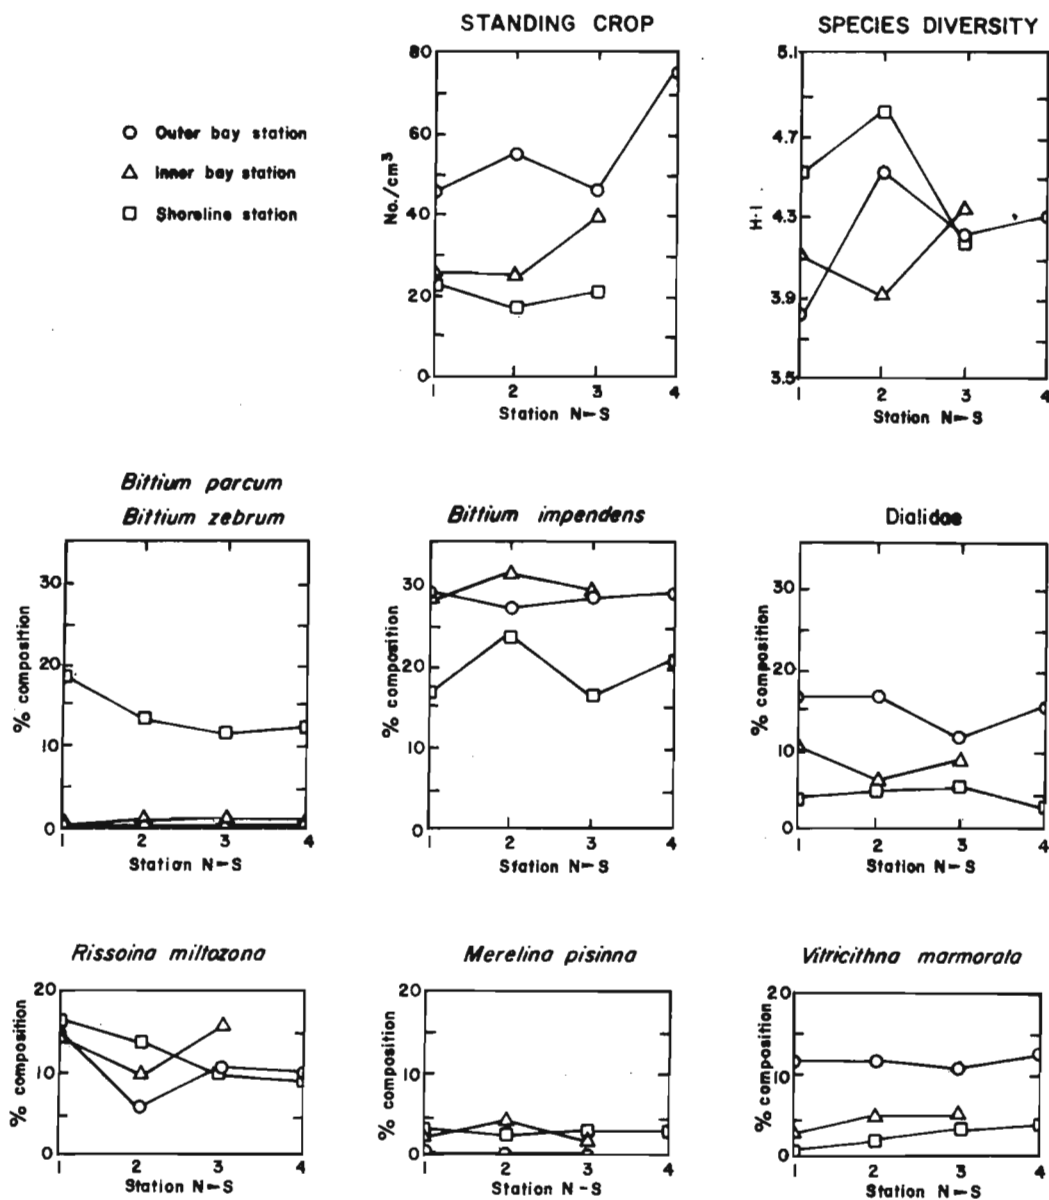 STANDING CROP
80
60
40
20
0
No./cm³
1 2 3 4
Station N–S
SPECIES DIVERSITY
5.1
4.7
4.3
3.9
3.5
H·I
1 2 3 4
Station N–S
Outer bay station
Inner bay station
Shoreline station
Bittium parcum
Bittium zebrum
30
20
10
0
% composition
1 2 3 4
Station N–S
Bittium impendens
30
20
10
0
% composition
1 2 3 4
Station N–S
Dialidae
30
20
10
0
% composition
1 2 3 4
Station N–S
Rissoina miltozona
20
10
0
% composition
1 2 3 4
Station N–S
Merelina pisinna
20
10
0
% composition
1 2 3 4
Station N-S
Vitricithna marmorata
20
10
0
% composition
1 2 3 4
Station N–S